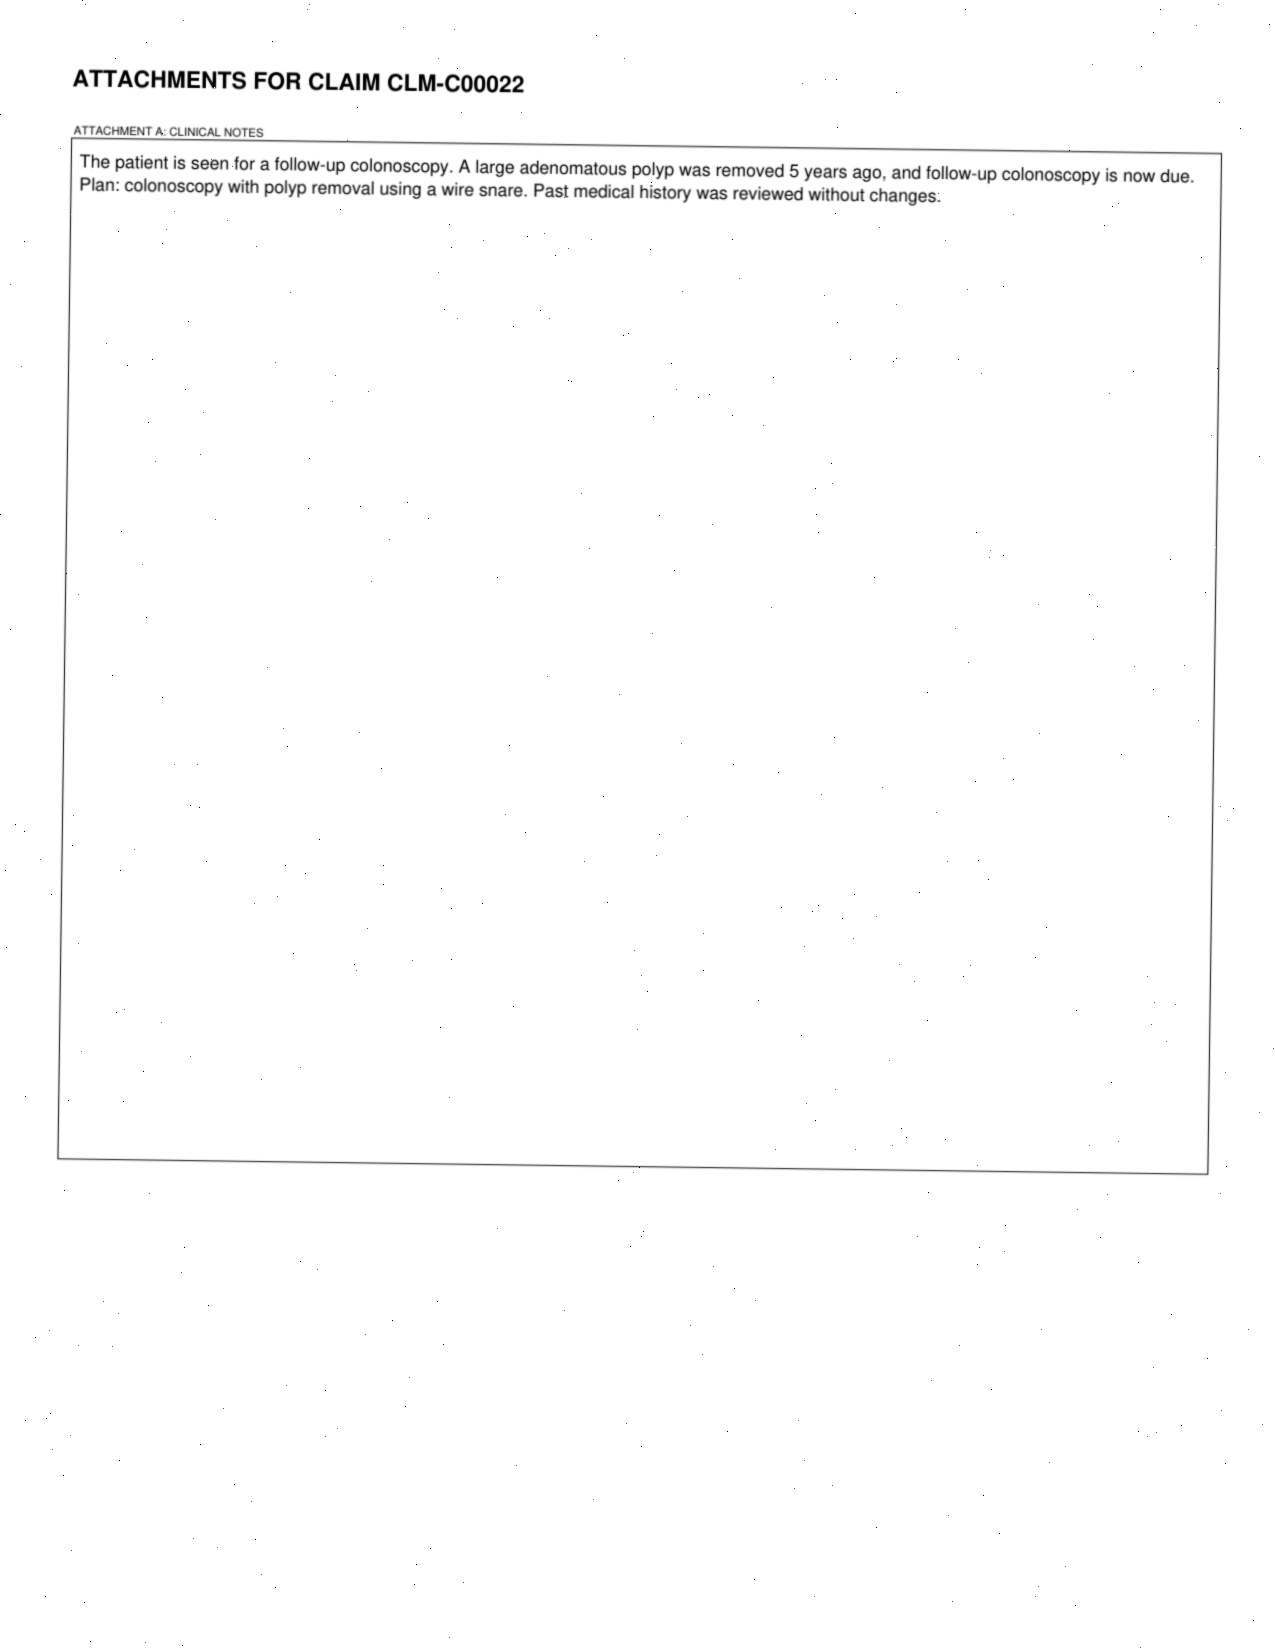 ATTACHMENTS FOR CLAIM CLM-C00022
ATTACHMENT A: CLINICAL NOTES
The patient is seen for a follow-up colonoscopy. A large adenomatous polyp was removed 5 years ago, and follow-up colonoscopy is now due.
Plan: colonoscopy with polyp removal using a wire snare. Past medical history was reviewed without changes.